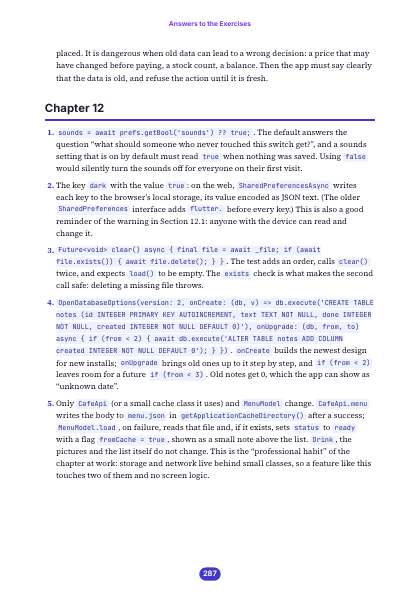 Answers to the Exercises
placed. It is dangerous when old data can lead to a wrong decision: a price that may
have changed before paying, a stock count, a balance. Then the app must say clearly
that the data is old, and refuse the action until it is fresh.
Chapter 12
1. sounds = await prefs.getBool('sounds') ?? true; . The default answers the
question “what should someone who never touched this switch get?”, and a sounds
setting that is on by default must read true when nothing was saved. Using false
would silently turn the sounds off for everyone on their first visit.
2. The key dark with the value true : on the web, SharedPreferencesAsync writes
each key to the browser's local storage, its value encoded as JSON text. (The older
SharedPreferences interface adds flutter. before every key.) This is also a good
reminder of the warning in Section 12.1: anyone with the device can read and
change it.
3. Future<void> clear() async { final file = await _file; if (await
file.exists()) { await file.delete(); } } . The test adds an order, calls clear()
twice, and expects load() to be empty. The exists check is what makes the second
call safe: deleting a missing file throws.
4. OpenDatabaseOptions(version: 2, onCreate: (db, v) => db.execute('CREATE TABLE
notes (id INTEGER PRIMARY KEY AUTOINCREMENT, text TEXT NOT NULL, done INTEGER
NOT NULL, created INTEGER NOT NULL DEFAULT 0)'), onUpgrade: (db, from, to)
async { if (from < 2) { await db.execute('ALTER TABLE notes ADD COLUMN
created INTEGER NOT NULL DEFAULT 0'); } }) . onCreate builds the newest design
for new installs; onUpgrade brings old ones up to it step by step, and if (from < 2)
leaves room for a future if (from < 3) . Old notes get 0, which the app can show as
“unknown date”.
5. Only CafeApi (or a small cache class it uses) and MenuModel change. CafeApi.menu
writes the body to menu.json in getApplicationCacheDirectory() after a success;
MenuModel.load , on failure, reads that file and, if it exists, sets status to ready
with a flag fromCache = true , shown as a small note above the list. Drink , the
pictures and the list itself do not change. This is the “professional habit” of the
chapter at work: storage and network live behind small classes, so a feature like this
touches two of them and no screen logic.
287